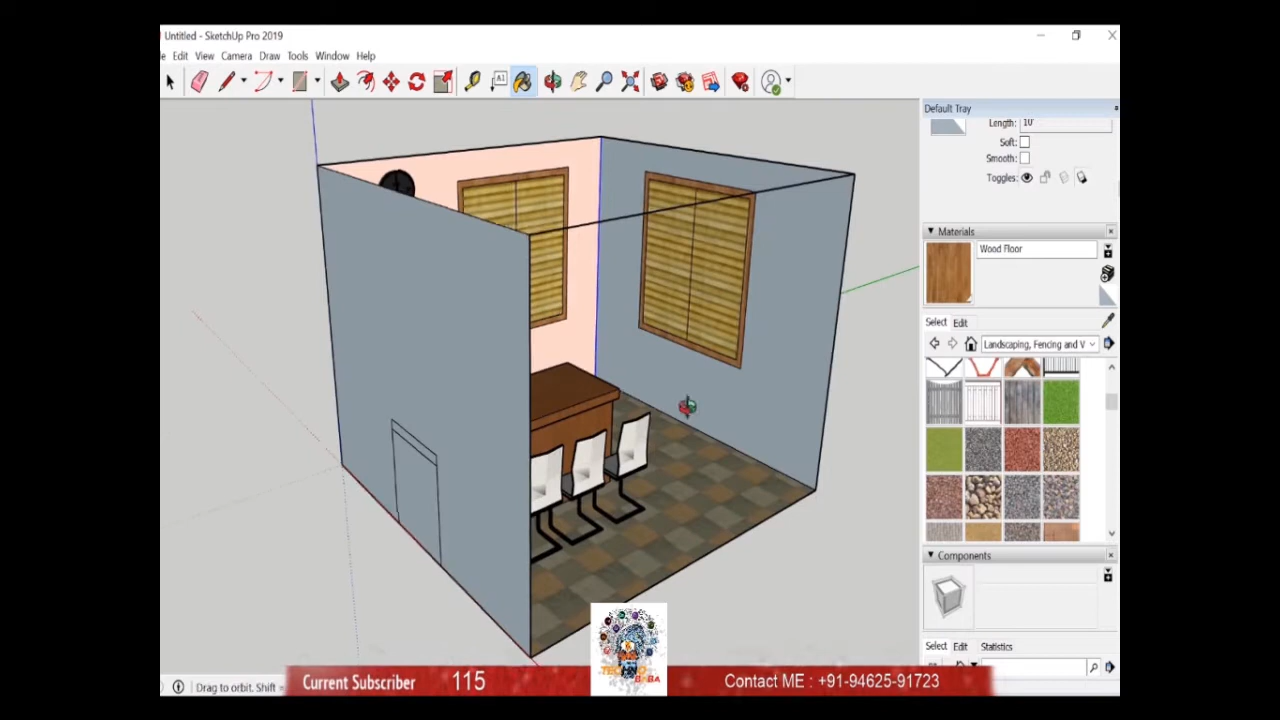 Untitled - SketchUp Pro 2019
Edit View Camera Draw Tools Window Help
A1
Default Tray
Length: 10'
Soft:
Smooth:
Toggles:
Materials
Wood Floor
Select Edit
Landscaping, Fencing and V
Components
Select Edit Statistics
Drag to orbit. Shift =
Current Subscriber 115
Contact ME : +91-94625-91723